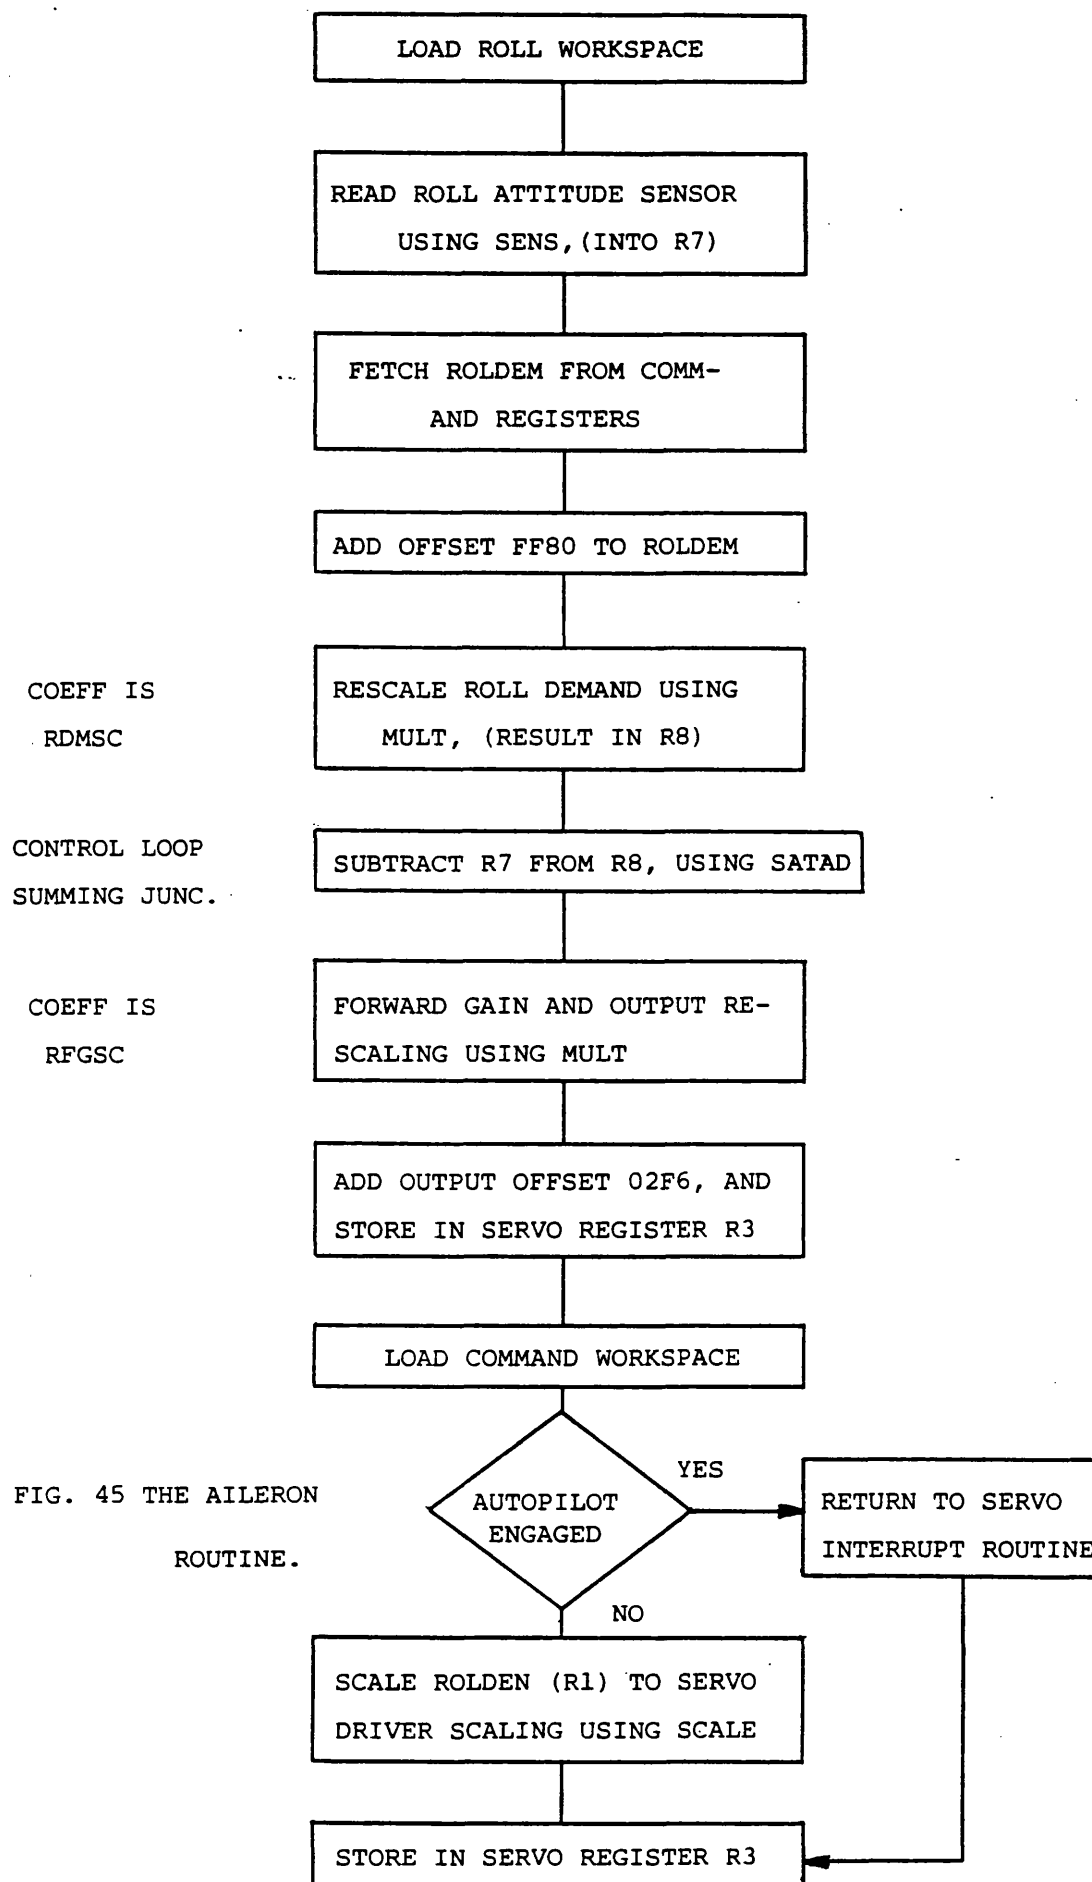 LOAD ROLL WORKSPACE
READ ROLL ATTITUDE SENSOR
USING SENS,(INTO R7)
FETCH ROLDEM FROM COMM-
AND REGISTERS
ADD OFFSET FF80 TO ROLDEM
COEFF IS
RDMSC
RESCALE ROLL DEMAND USING
MULT, (RESULT IN R8)
CONTROL LOOP
SUMMING JUNC.
SUBTRACT R7 FROM R8, USING SATAD
COEFF IS
RFGSC
FORWARD GAIN AND OUTPUT RE-
SCALING USING MULT
ADD OUTPUT OFFSET 02F6, AND
STORE IN SERVO REGISTER R3
LOAD COMMAND WORKSPACE
FIG. 45 THE AILERON
ROUTINE.
AUTOPILOT
ENGAGED
YES
RETURN TO SERVO
INTERRUPT ROUTINE
NO
SCALE ROLDEN (R1) TO SERVO
DRIVER SCALING USING SCALE
STORE IN SERVO REGISTER R3